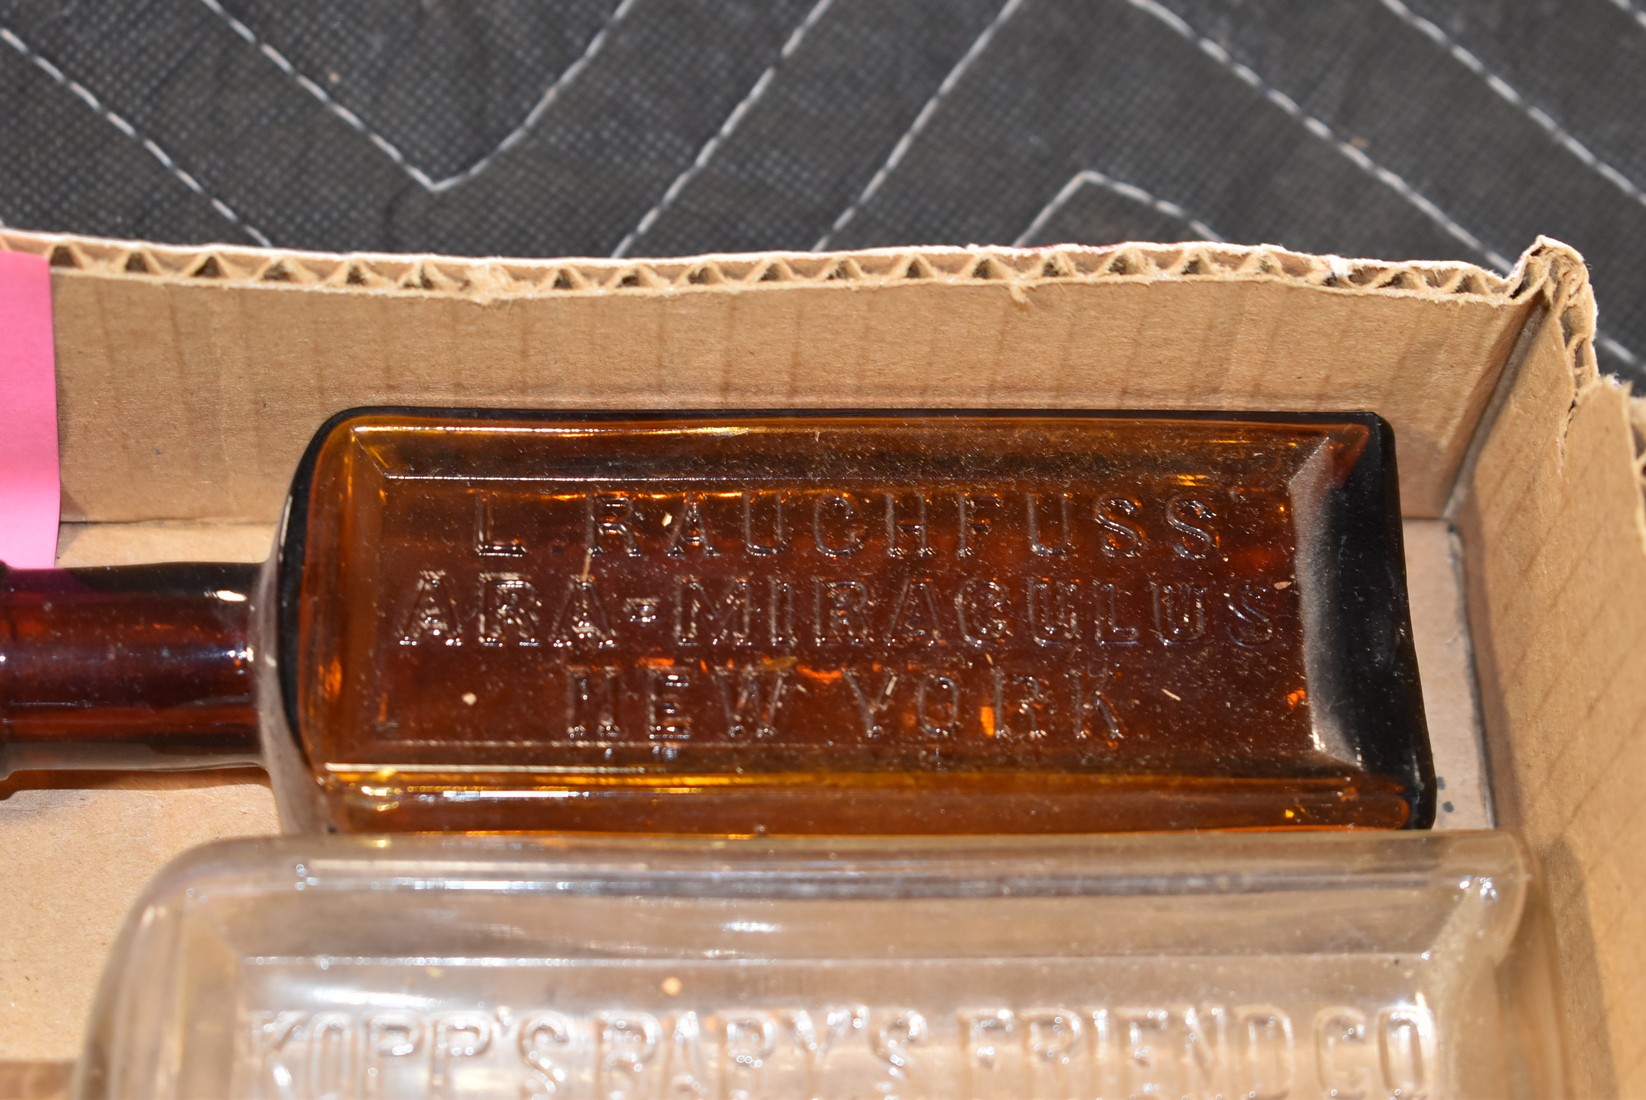 L. RAUCHFUSS
ARA-MIRACULUS
NEW YORK
KOPP'S BABY'S FRIEND CO